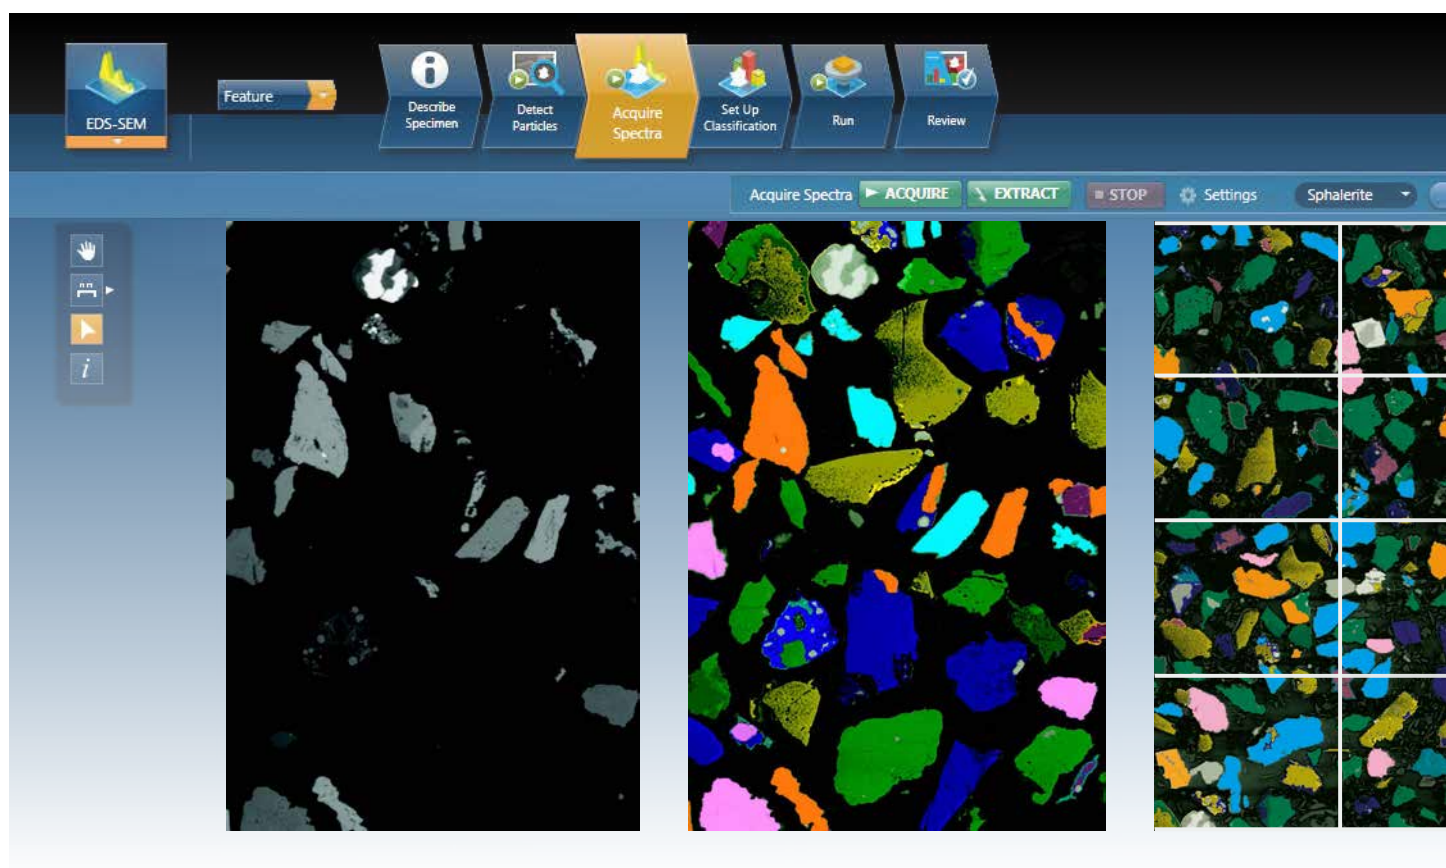 EDS-SEM
Feature
Describe
Specimen
Detect
Particles
Acquire
Spectra
Set Up
Classification
Run
Review
Acquire Spectra ACQUIRE EXTRACT STOP Settings Sphalerite
i